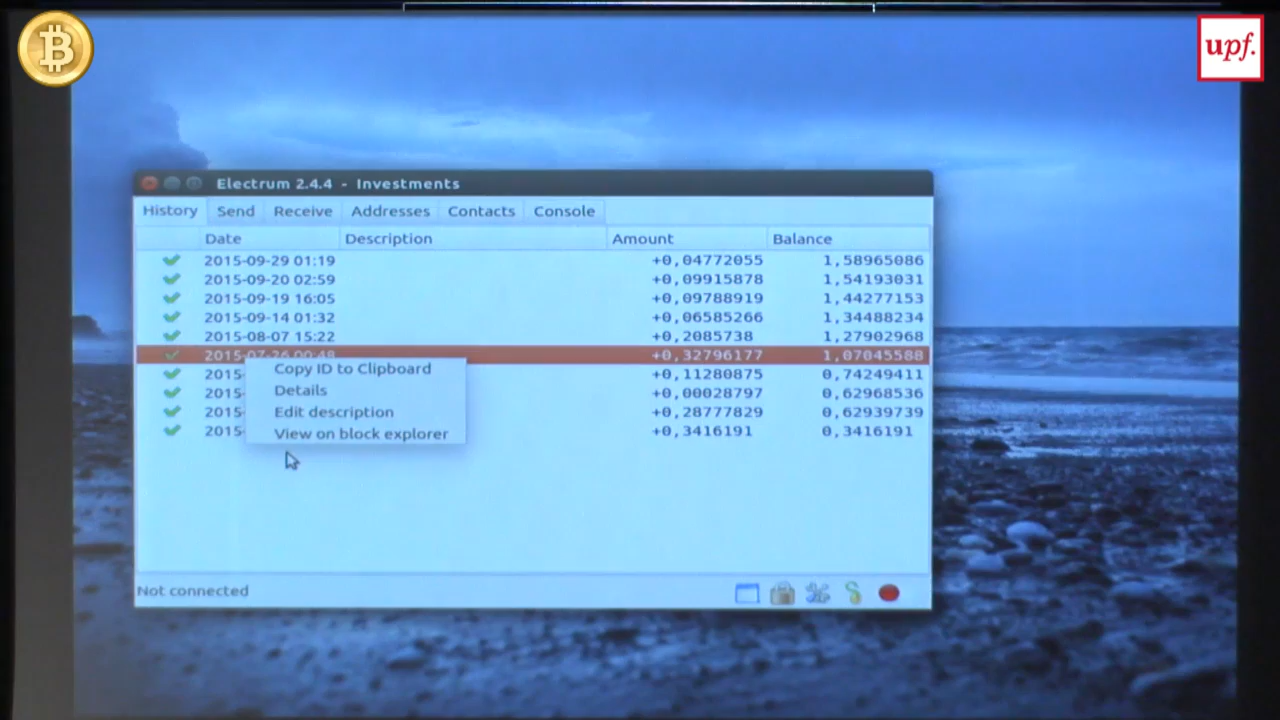 upf.
Electrum 2.4.4 - Investments
History Send Receive Addresses Contacts Console
Date Description Amount Balance
2015-09-29 01:19 +0,04772055 1,58965086
2015-09-20 02:59 +0,09915878 1,54193031
2015-09-19 16:05 +0,09788919 1,44277153
2015-09-14 01:32 +0,06585266 1,34488234
2015-08-07 15:22 +0,2085738 1,27902968
2015-07-26 00:48 +0,32796177 1,07045588
2015- +0,11280875 0,74249411
2015- +0,00028797 0,62968536
2015- +0,28777829 0,62939739
2015- +0,3416191 0,3416191
Copy ID to Clipboard
Details
Edit description
View on block explorer
Not connected